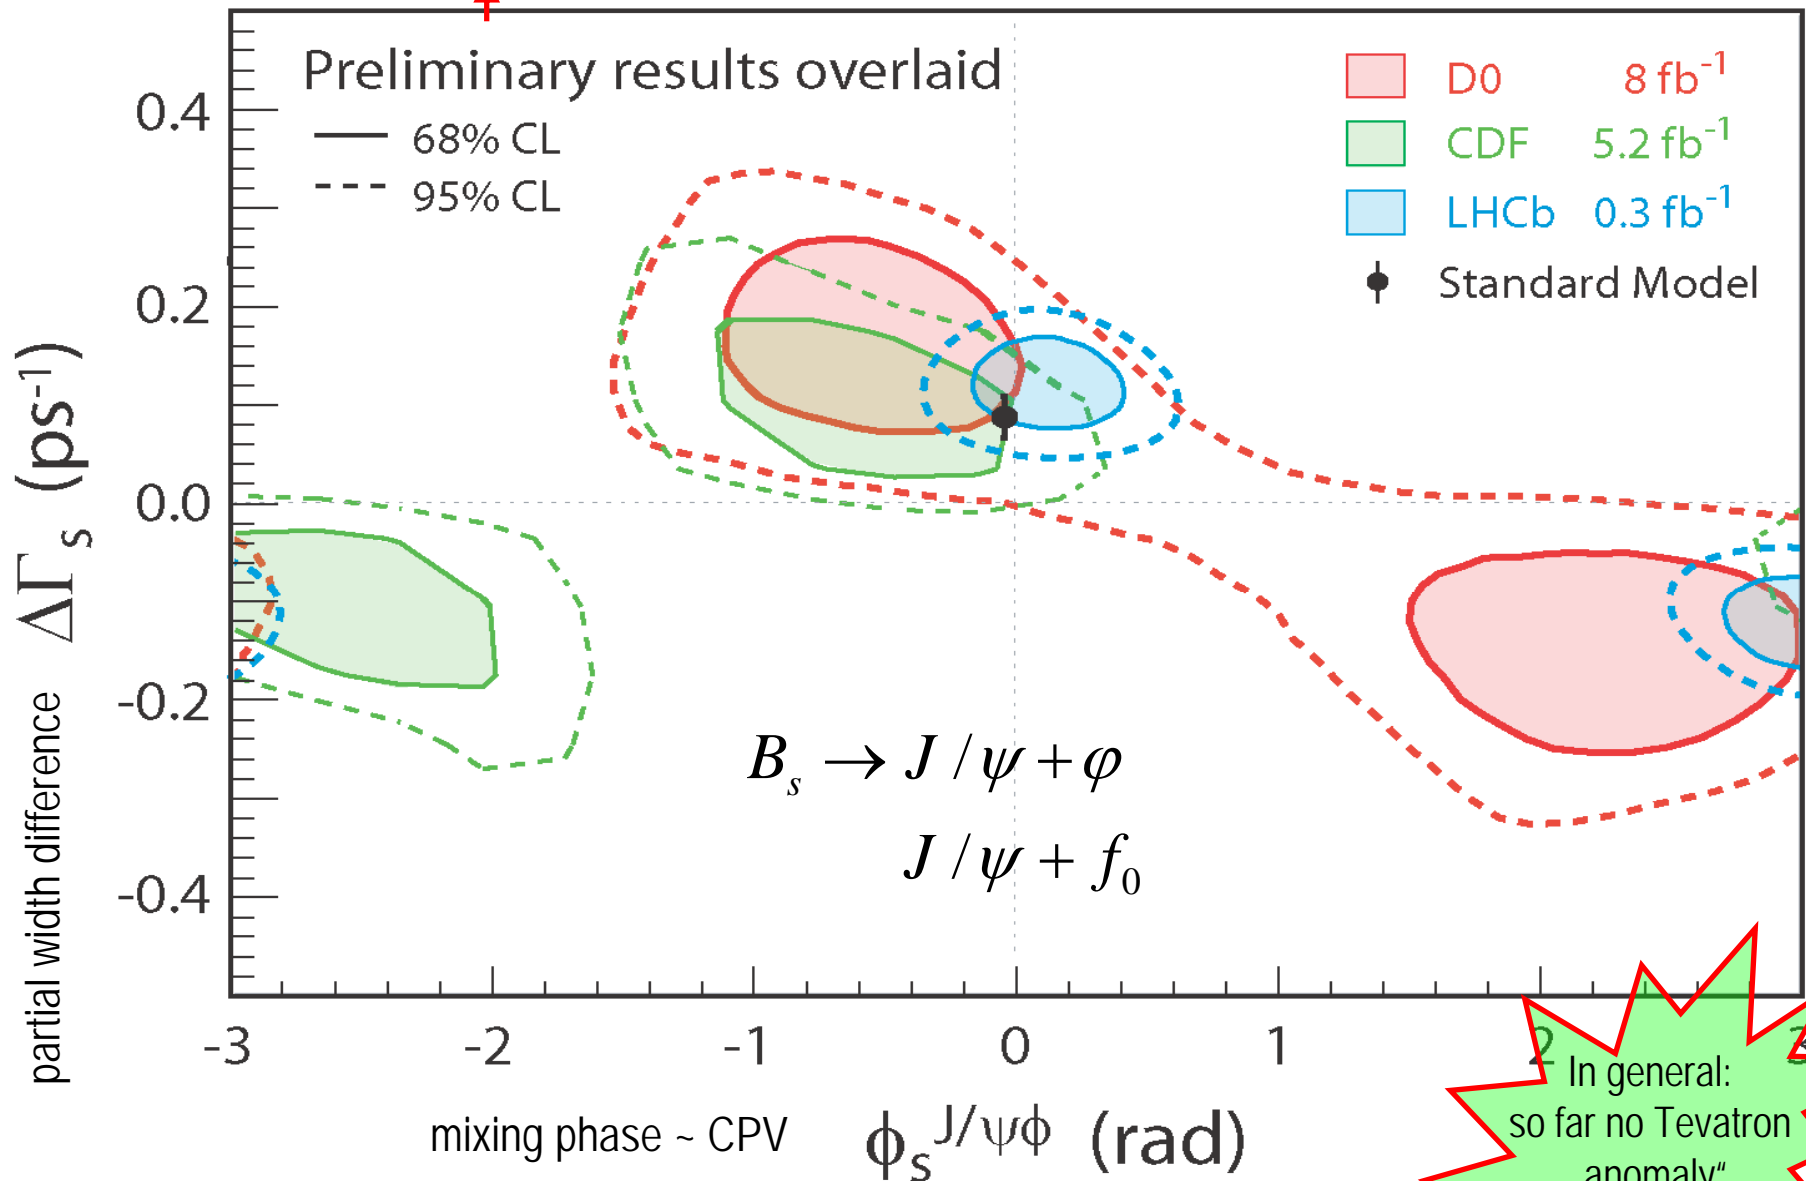 Preliminary results overlaid
68% CL
95% CL
D0 8 fb⁻¹
CDF 5.2 fb⁻¹
LHCb 0.3 fb⁻¹
Standard Model
0.4
0.2
0.0
-0.2
-0.4
partial width difference ΔΓₛ (ps⁻¹)
Bₛ → J/ψ + φ
J/ψ + f₀
-3 -2 -1 0 1 2 3
mixing phase ~ CPV ϕₛ^J/ψϕ (rad)
In general:
so far no Tevatron
anomaly“